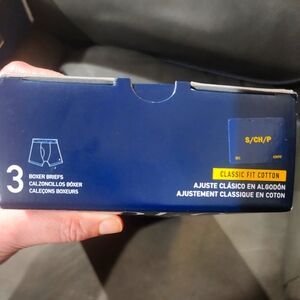 S/CH/P
3
BOXER BRIEFS
CALZONCILLOS BÓXER
CALEÇONS BOXEURS
CLASSIC FIT COTTON
AJUSTE CLÁSICO EN ALGODÓN
AJUSTEMENT CLASSIQUE EN COTON